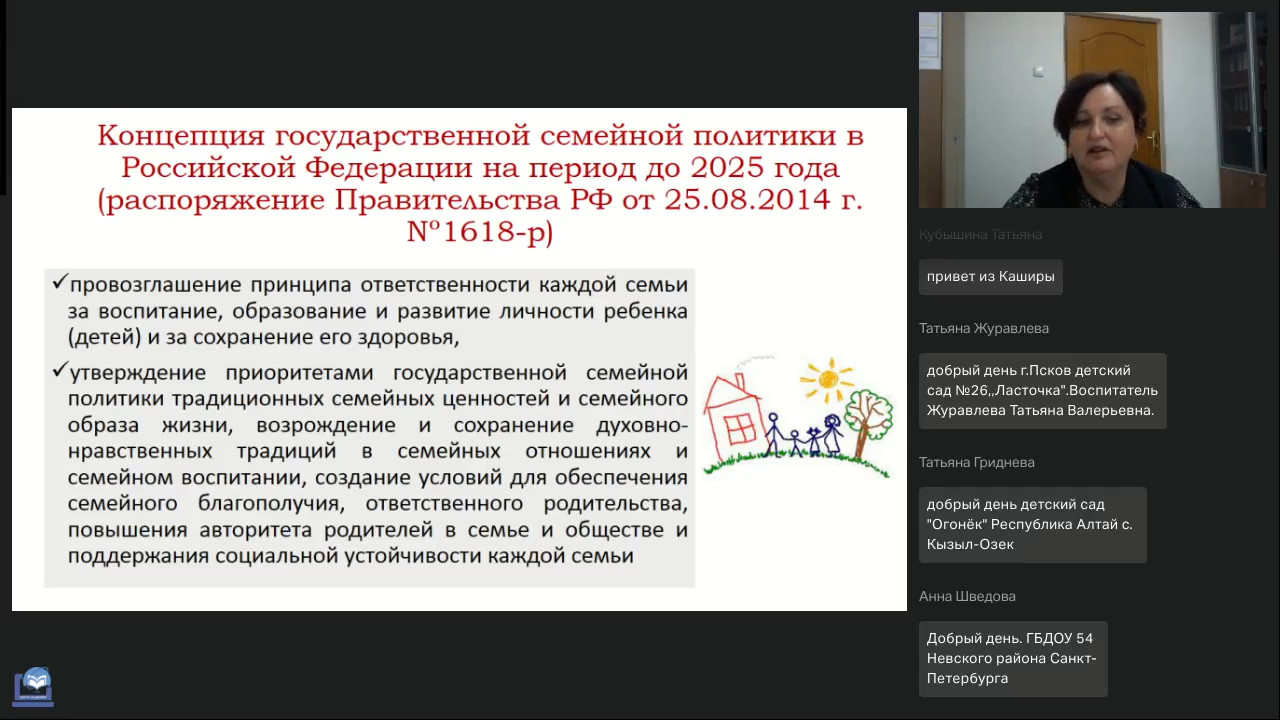 Концепция государственной семейной политики в
Российской Федерации на период до 2025 года
(распоряжение Правительства РФ от 25.08.2014 г.
N°1618-р)
✓провозглашение принципа ответственности каждой семьи
за воспитание, образование и развитие личности ребенка
(детей) и за сохранение его здоровья,
✓утверждение приоритетами государственной семейной
политики традиционных семейных ценностей и семейного
образа жизни, возрождение и сохранение духовно-
нравственных традиций в семейных отношениях и
семейном воспитании, создание условий для обеспечения
семейного благополучия, ответственного родительства,
повышения авторитета родителей в семье и обществе и
поддержания социальной устойчивости каждой семьи
Кубышина Татьяна
привет из Каширы
Татьяна Журавлева
добрый день г.Псков детский
сад №26,,Ласточка".Воспитатель
Журавлева Татьяна Валерьевна.
Татьяна Гриднева
добрый день детский сад
"Огонёк" Республика Алтай с.
Кызыл-Озек
Анна Шведова
Добрый день. ГБДОУ 54
Невского района Санкт-
Петербурга